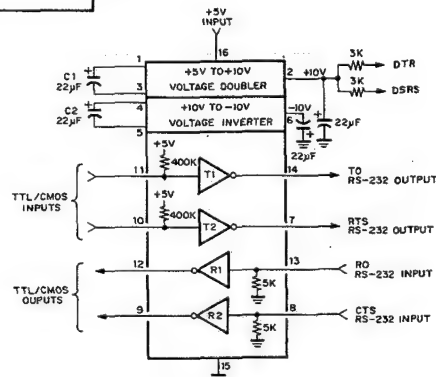 +5V
INPUT
16
1
C1
22µF
3
+5V TO+10V
VOLTAGE DOUBLER
2
+10V
3K
DTR
3K
DSRS
C2
22µF
4
5
+10V TO-10V
VOLTAGE INVERTER
-10V
6
22µF
22µF
+5V
400K
11
T1
14
TO
RS-232 OUTPUT
TTL/CMOS
INPUTS
+5V
400K
10
T2
7
RTS
RS-232 OUTPUT
12
R1
13
RO
RS-232 INPUT
5K
TTL/CMOS
OUPUTS
9
R2
8
CTS
RS-232 INPUT
5K
15